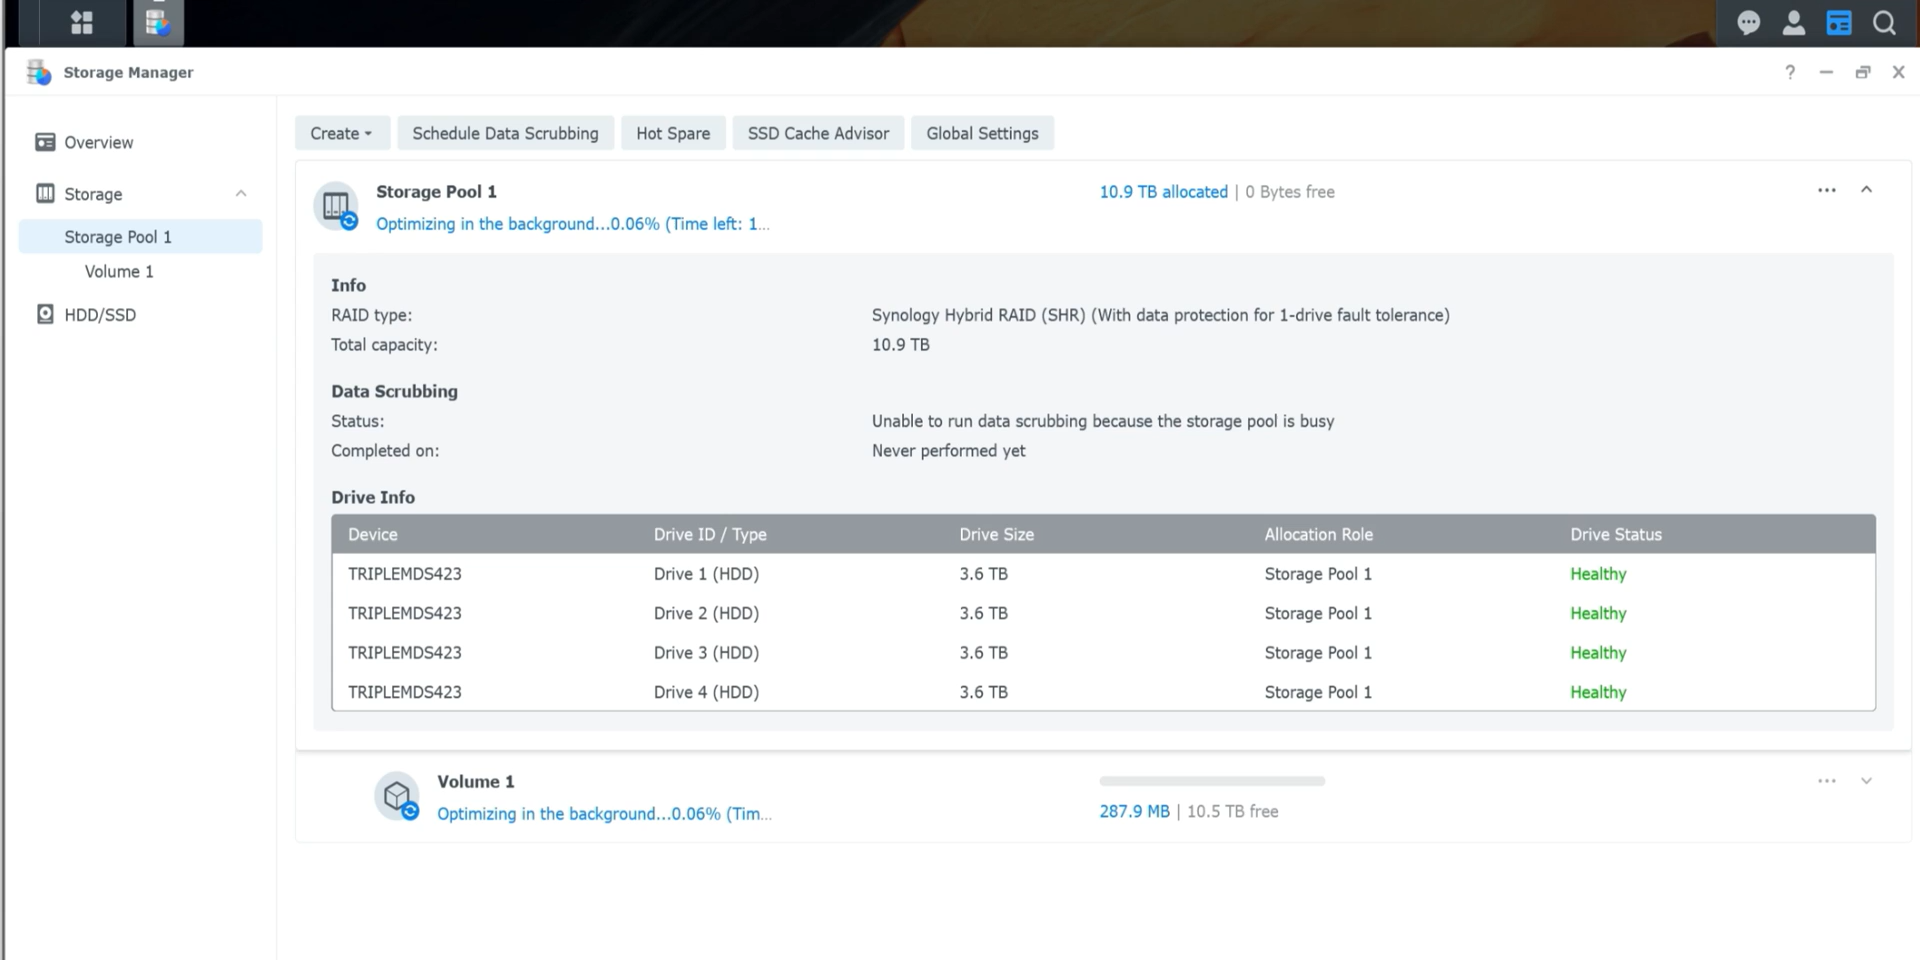 Storage Manager
?
Overview
Storage
Storage Pool 1
Volume 1
HDD/SSD
Create
Schedule Data Scrubbing
Hot Spare
SSD Cache Advisor
Global Settings
Storage Pool 1
10.9 TB allocated | 0 Bytes free
Optimizing in the background...0.06% (Time left: 1...
Info
RAID type: Synology Hybrid RAID (SHR) (With data protection for 1-drive fault tolerance)
Total capacity: 10.9 TB
Data Scrubbing
Status: Unable to run data scrubbing because the storage pool is busy
Completed on: Never performed yet
Drive Info
Device Drive ID / Type Drive Size Allocation Role Drive Status
TRIPLEMDS423 Drive 1 (HDD) 3.6 TB Storage Pool 1 Healthy
TRIPLEMDS423 Drive 2 (HDD) 3.6 TB Storage Pool 1 Healthy
TRIPLEMDS423 Drive 3 (HDD) 3.6 TB Storage Pool 1 Healthy
TRIPLEMDS423 Drive 4 (HDD) 3.6 TB Storage Pool 1 Healthy
Volume 1
Optimizing in the background...0.06% (Tim...
287.9 MB | 10.5 TB free